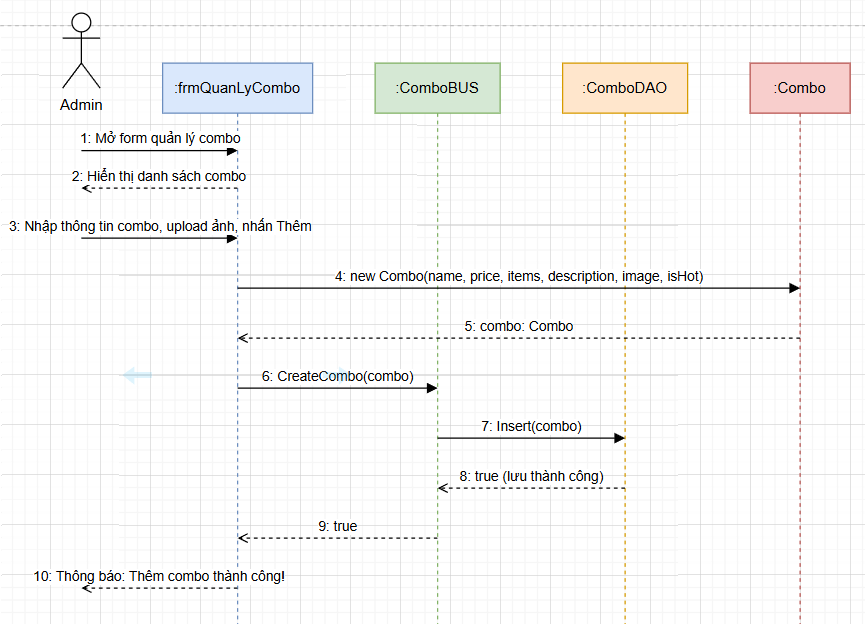 Admin
:frmQuanLyCombo
:ComboBUS
:ComboDAO
:Combo
1: Mở form quản lý combo
2: Hiển thị danh sách combo
3: Nhập thông tin combo, upload ảnh, nhấn Thêm
4: new Combo(name, price, items, description, image, isHot)
5: combo: Combo
6: CreateCombo(combo)
7: Insert(combo)
8: true (lưu thành công)
9: true
10: Thông báo: Thêm combo thành công!